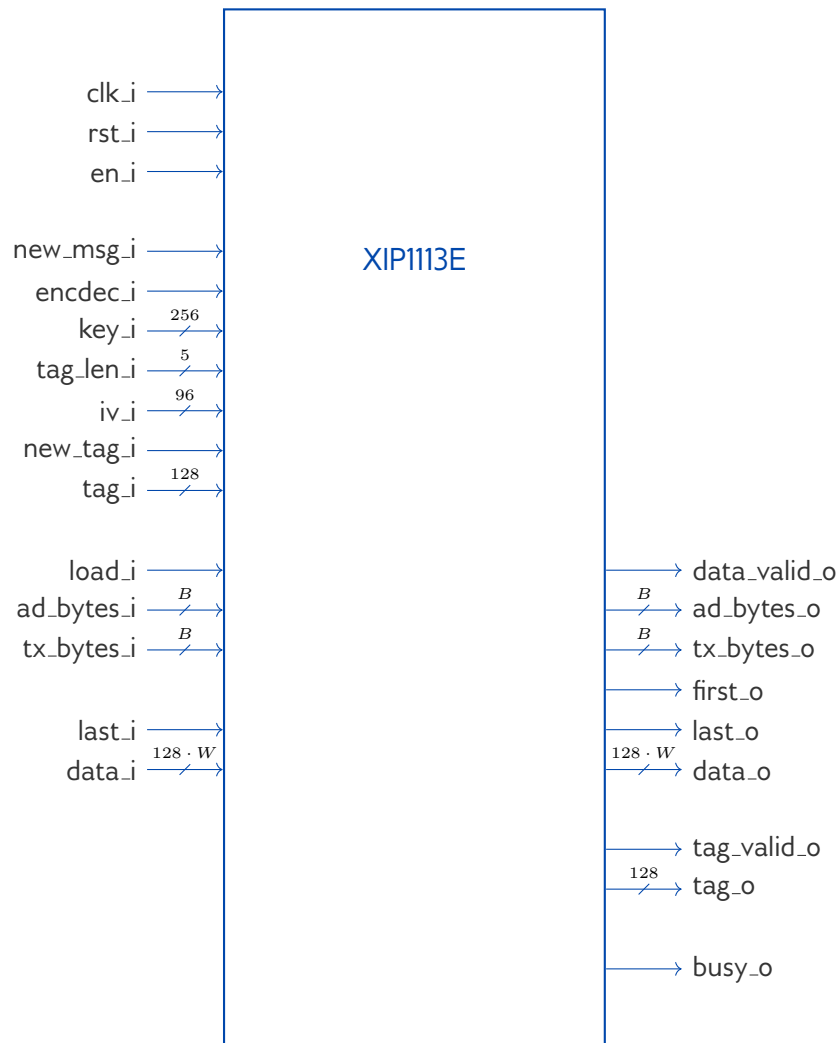 clk_i
rst_i
en_i
new_msg_i
XIP1113E
encdec_i
256
key_i
5
tag_len_i
96
iv_i
new_tag_i
128
tag_i
load_i
data_valid_o
B
ad_bytes_i
B
ad_bytes_o
B
tx_bytes_i
B
tx_bytes_o
first_o
last_i
last_o
128 · W
data_i
128 · W
data_o
tag_valid_o
128
tag_o
busy_o